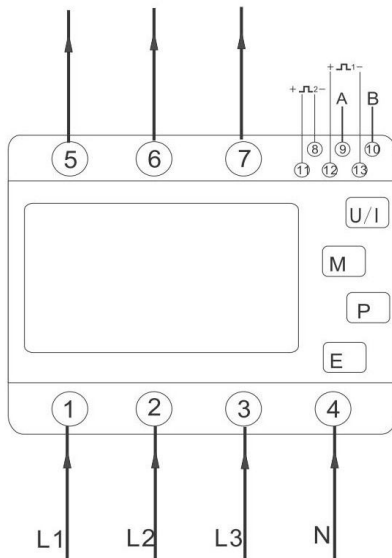 + 1 -
+ 2 - A B
5 6 7 8 9 10
11 12 13
U/I
M
P
E
1 2 3 4
L1 L2 L3 N